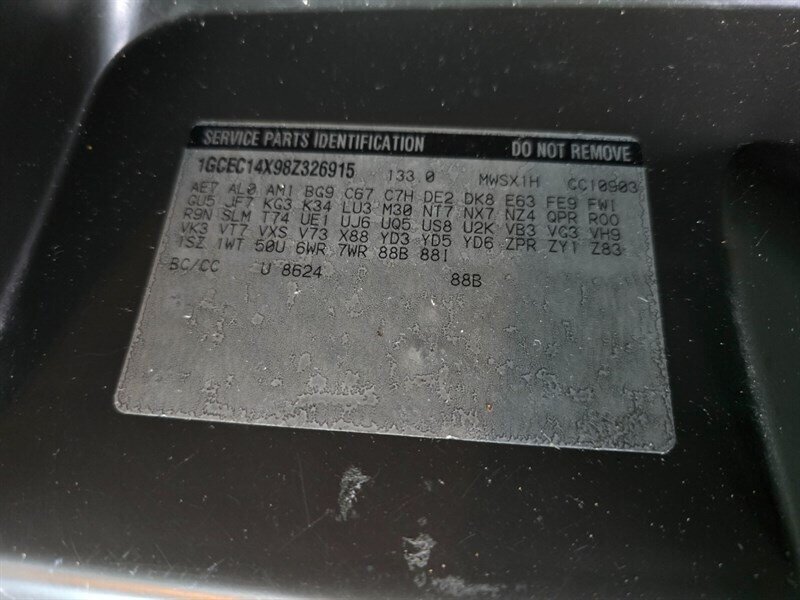 SERVICE PARTS IDENTIFICATION DO NOT REMOVE
1GCEC14X98Z326915 133.0 MWSX1H CC10903
AE7 AL0 AM1 BG9 C67 C7H DE2 DK8 E63 FE9 FW1
GU5 JF7 KG3 K34 LU3 M30 NT7 NX7 NZ4 QPR R00
R9N SLM T74 UE1 UJ6 UQ5 US8 U2K VB3 VG3 VH9
VK3 VT7 VXS V73 X88 YD3 YD5 YD6 ZPR ZY1 Z83
1SZ 1WT 50U 6WR 7WR 88B 88I
BC/CC U 8624 88B